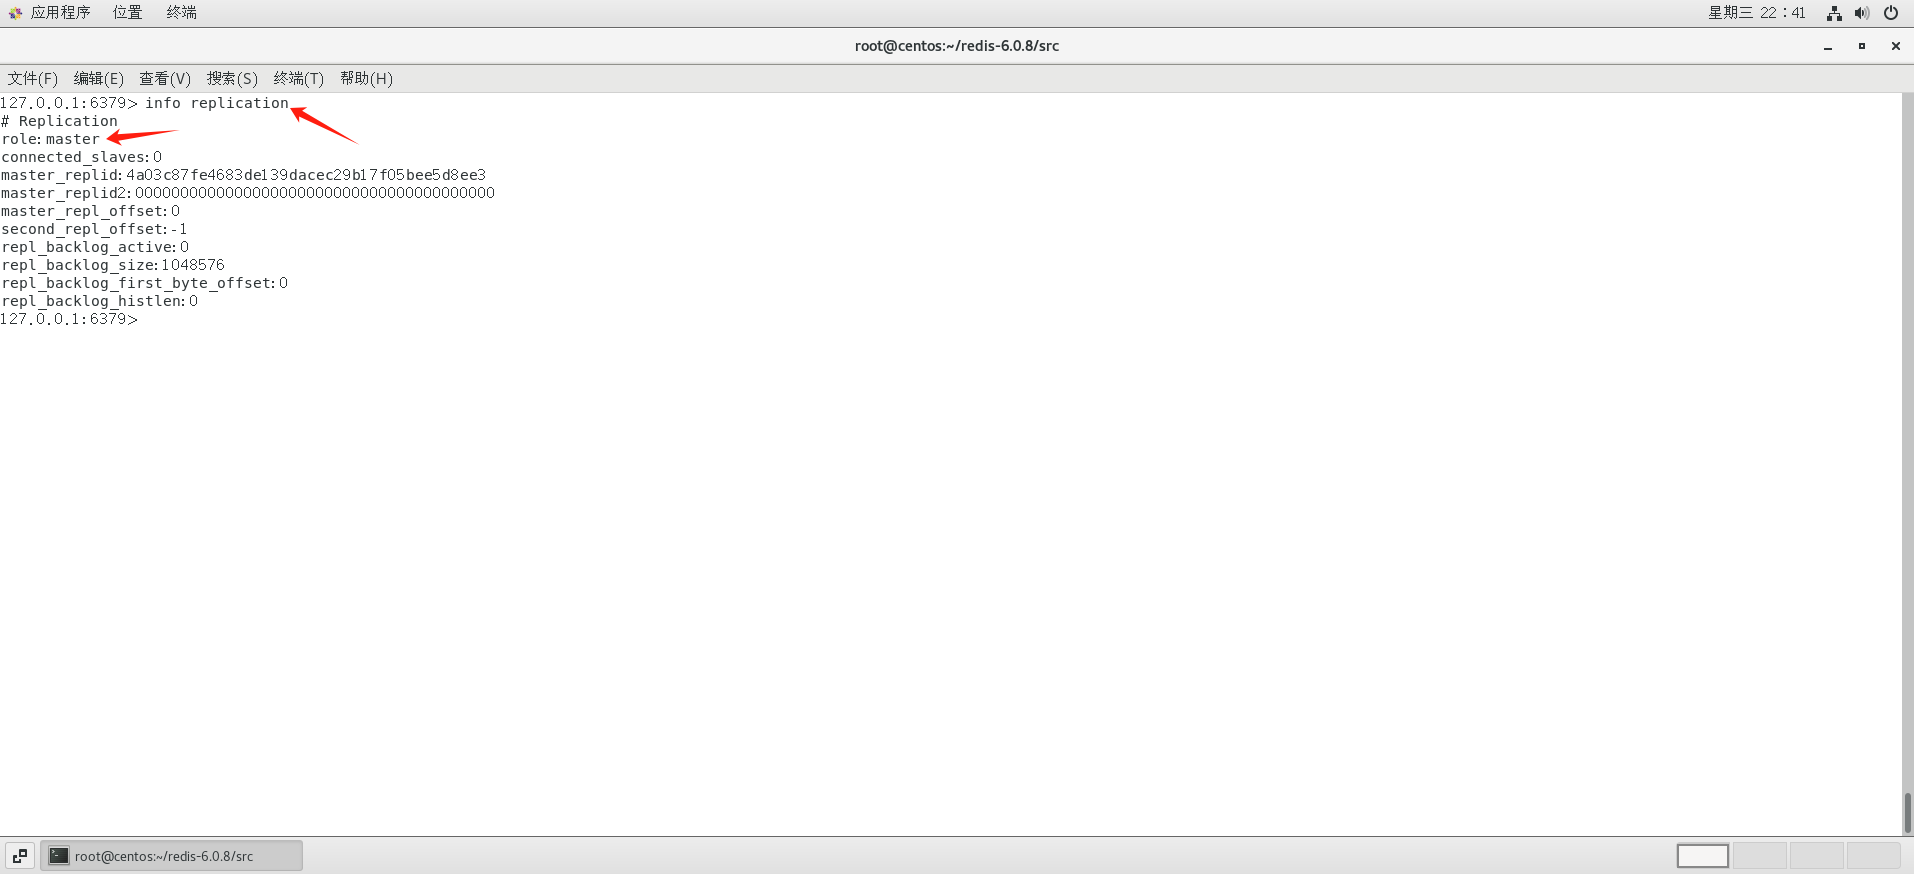 应用程序 位置 终端 星期三 22：41
root@centos:~/redis-6.0.8/src
文件(F) 编辑(E) 查看(V) 搜索(S) 终端(T) 帮助(H)
127.0.0.1:6379> info replication
# Replication
role:master
connected_slaves:0
master_replid:4a03c87fe4683de139dacec29b17f05bee5d8ee3
master_replid2:0000000000000000000000000000000000000000
master_repl_offset:0
second_repl_offset:-1
repl_backlog_active:0
repl_backlog_size:1048576
repl_backlog_first_byte_offset:0
repl_backlog_histlen:0
127.0.0.1:6379>
root@centos:~/redis-6.0.8/src